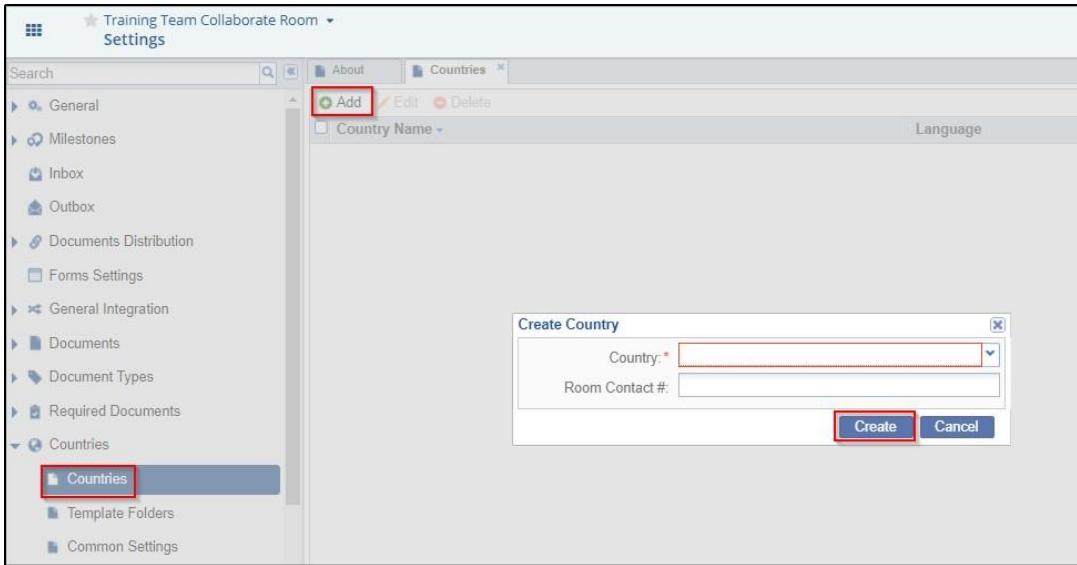 Training Team Collaborate Room
Settings
Search
About
Countries
General
Add
Edit
Delete
Milestones
Country Name
Language
Inbox
Outbox
Documents Distribution
Forms Settings
General Integration
Create Country
Documents
Country:*
Document Types
Room Contact #:
Required Documents
Create
Cancel
Countries
Countries
Template Folders
Common Settings